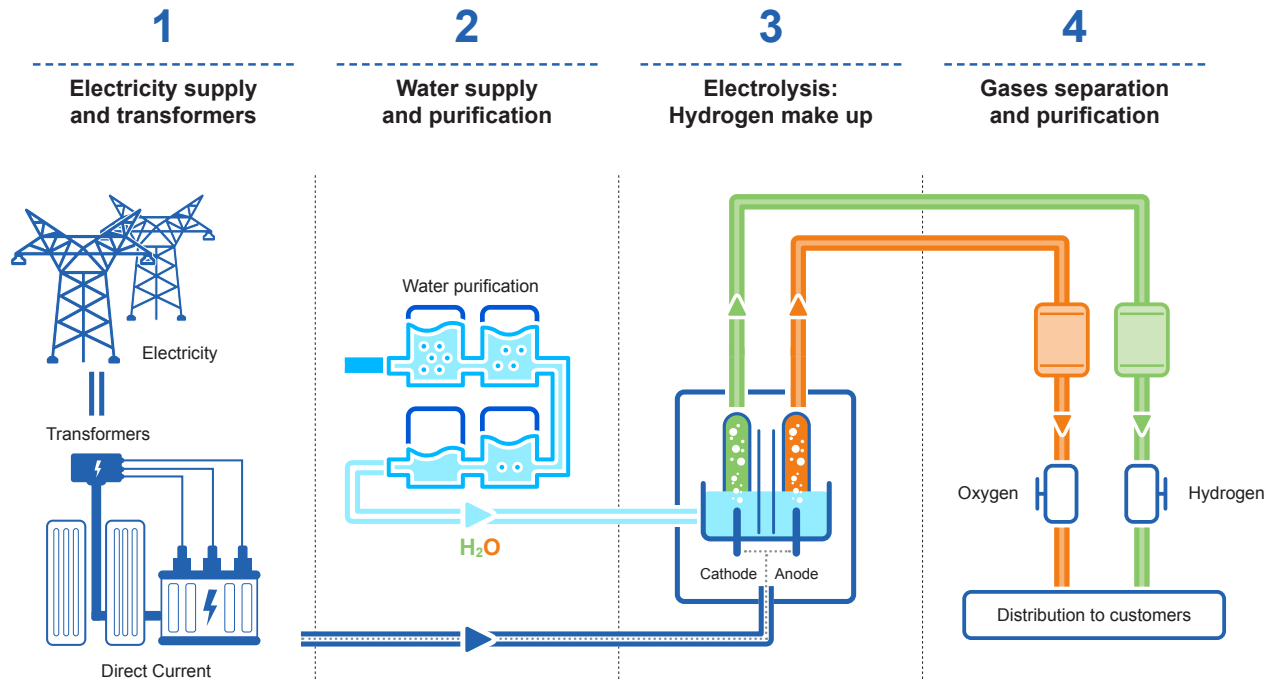 1
Electricity supply
and transformers
2
Water supply
and purification
3
Electrolysis:
Hydrogen make up
4
Gases separation
and purification
Electricity
Transformers
Direct Current
Water purification
H₂O
Cathode
Anode
Oxygen
Hydrogen
Distribution to customers